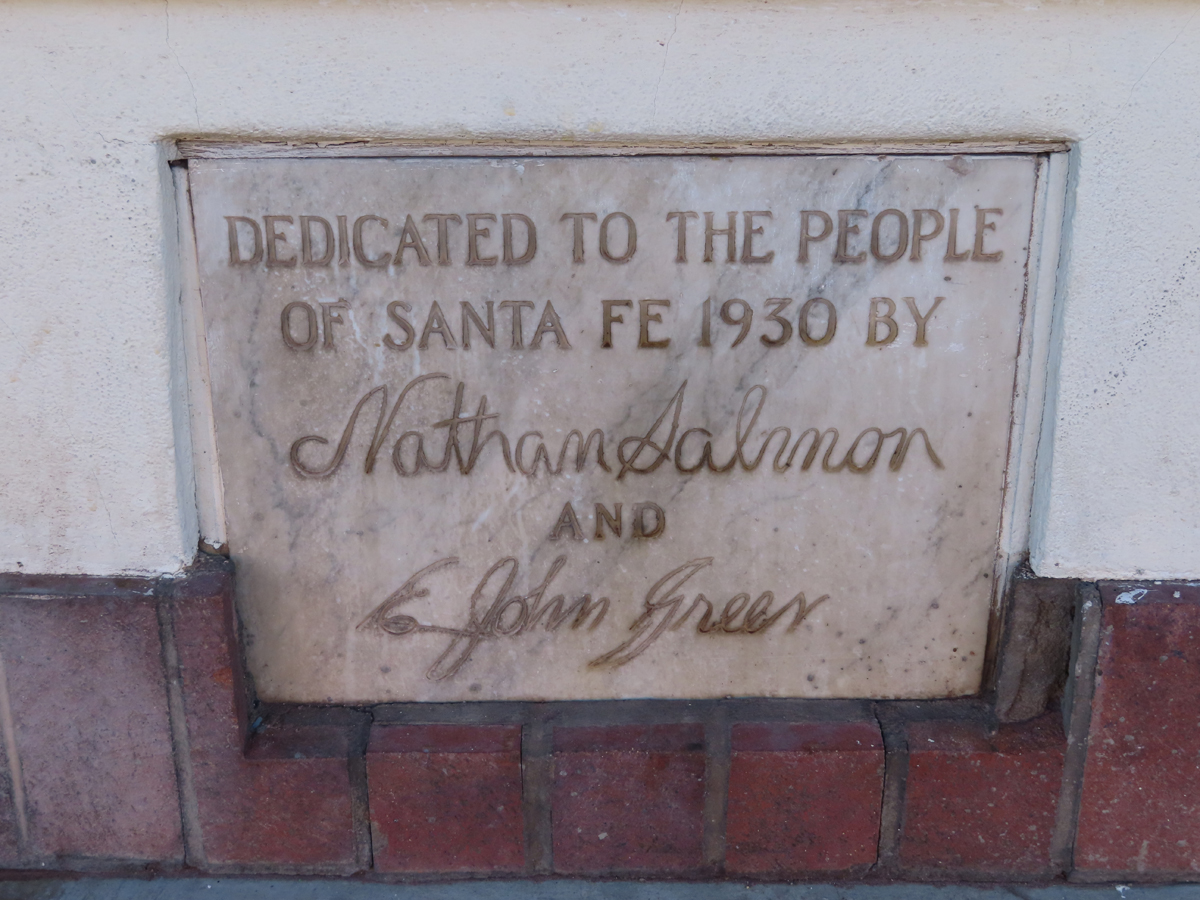 DEDICATED TO THE PEOPLE
OF SANTA FE 1930 BY
Nathan Salmon
AND
E John Greer